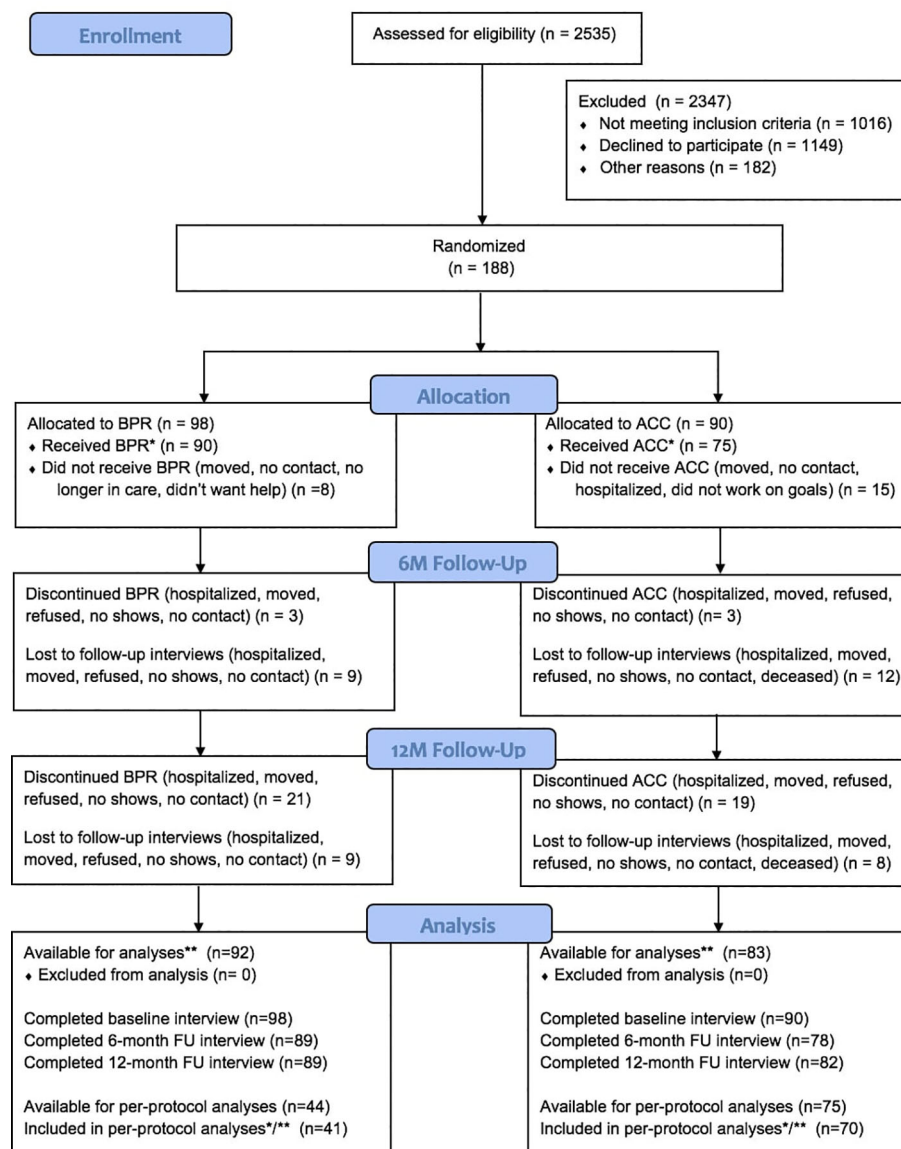 Enrollment
Assessed for eligibility (n = 2535)
Excluded (n = 2347)
♦ Not meeting inclusion criteria (n = 1016)
♦ Declined to participate (n = 1149)
♦ Other reasons (n = 182)
Randomized
(n = 188)
Allocation
Allocated to BPR (n = 98)
♦ Received BPR* (n = 90)
♦ Did not receive BPR (moved, no contact, no
longer in care, didn't want help) (n =8)
Allocated to ACC (n = 90)
♦ Received ACC* (n = 75)
♦ Did not receive ACC (moved, no contact,
hospitalized, did not work on goals) (n = 15)
6M Follow-Up
Discontinued BPR (hospitalized, moved,
refused, no shows, no contact) (n = 3)
Lost to follow-up interviews (hospitalized,
moved, refused, no shows, no contact) (n = 9)
Discontinued ACC (hospitalized, moved, refused,
no shows, no contact) (n= 3)
Lost to follow-up interviews (hospitalized, moved,
refused, no shows, no contact, deceased) (n = 12)
12M Follow-Up
Discontinued BPR (hospitalized, moved,
refused, no shows, no contact) (n = 21)
Lost to follow-up interviews (hospitalized,
moved, refused, no shows, no contact) (n = 9)
Discontinued ACC (hospitalized, moved, refused,
no shows, no contact) (n = 19)
Lost to follow-up interviews (hospitalized, moved,
refused, no shows, no contact, deceased) (n = 8)
Analysis
Available for analyses** (n=92)
♦ Excluded from analysis (n= 0)
Completed baseline interview (n=98)
Completed 6-month FU interview (n=89)
Completed 12-month FU interview (n=89)
Available for per-protocol analyses (n=44)
Included in per-protocol analyses*/** (n=41)
Available for analyses** (n=83)
♦ Excluded from analysis (n=0)
Completed baseline interview (n=90)
Completed 6-month FU interview (n=78)
Completed 12-month FU interview (n=82)
Available for per-protocol analyses (n=75)
Included in per-protocol analyses*/** (n=70)